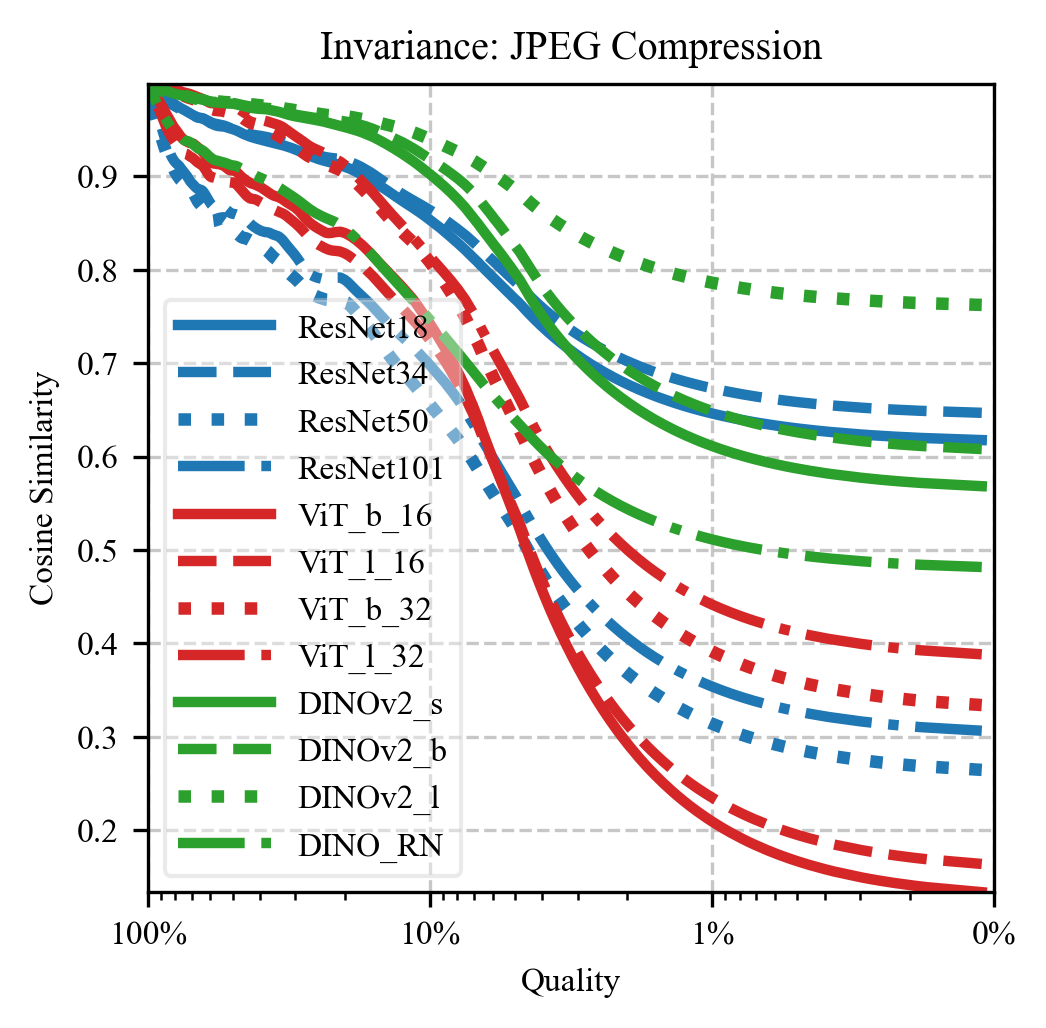 Invariance: JPEG Compression
Cosine Similarity
0.9
0.8
0.7
0.6
0.5
0.4
0.3
0.2
ResNet18
ResNet34
ResNet50
ResNet101
ViT_b_16
ViT_l_16
ViT_b_32
ViT_l_32
DINOv2_s
DINOv2_b
DINOv2_l
DINO_RN
100% 10% 1% 0%
Quality